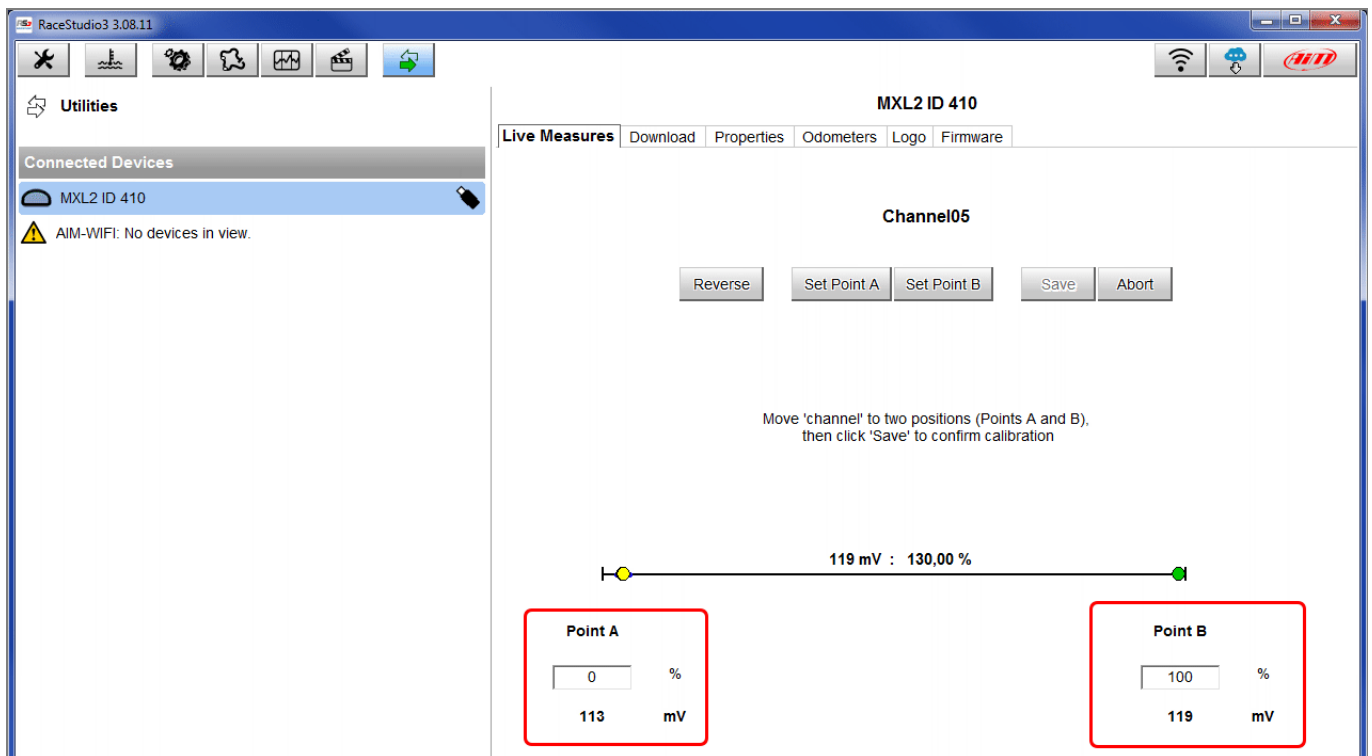 RaceStudio3 3.08.11
AiM
Utilities
MXL2 ID 410
Live Measures Download Properties Odometers Logo Firmware
Connected Devices
MXL2 ID 410
AIM-WIFI: No devices in view.
Channel05
Reverse Set Point A Set Point B Save Abort
Move 'channel' to two positions (Points A and B),
then click 'Save' to confirm calibration
119 mV : 130,00 %
Point A Point B
0 % 100 %
113 mV 119 mV